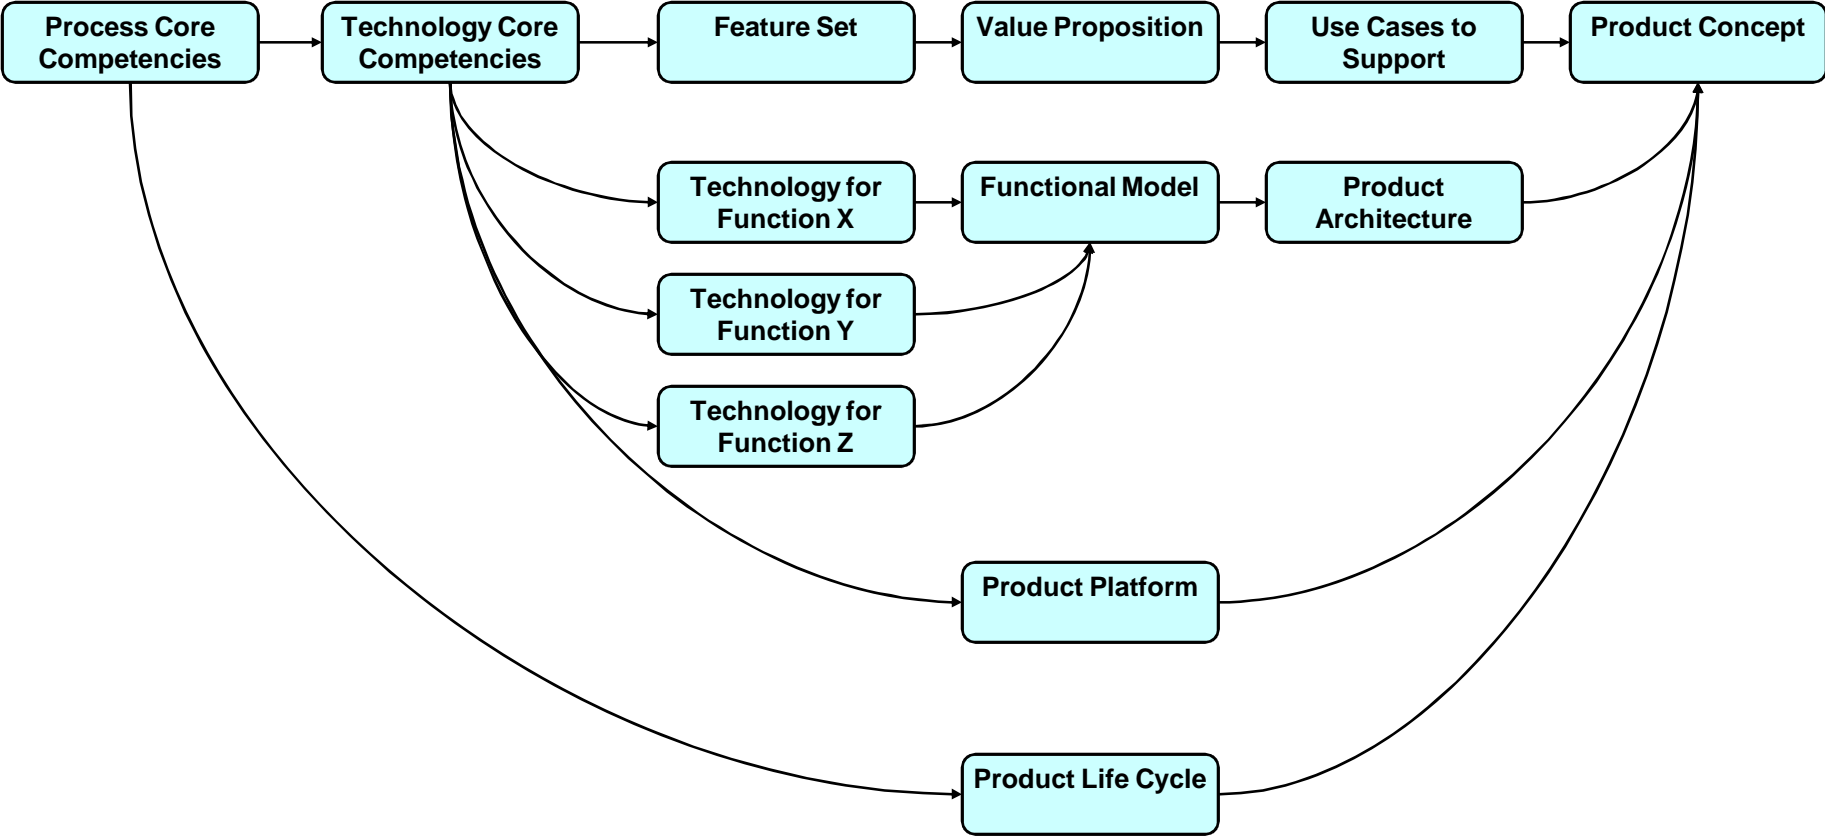 Process Core
Competencies
Technology Core
Competencies
Feature Set
Value Proposition
Use Cases to
Support
Product Concept
Technology for
Function X
Functional Model
Product
Architecture
Technology for
Function Y
Technology for
Function Z
Product Platform
Product Life Cycle